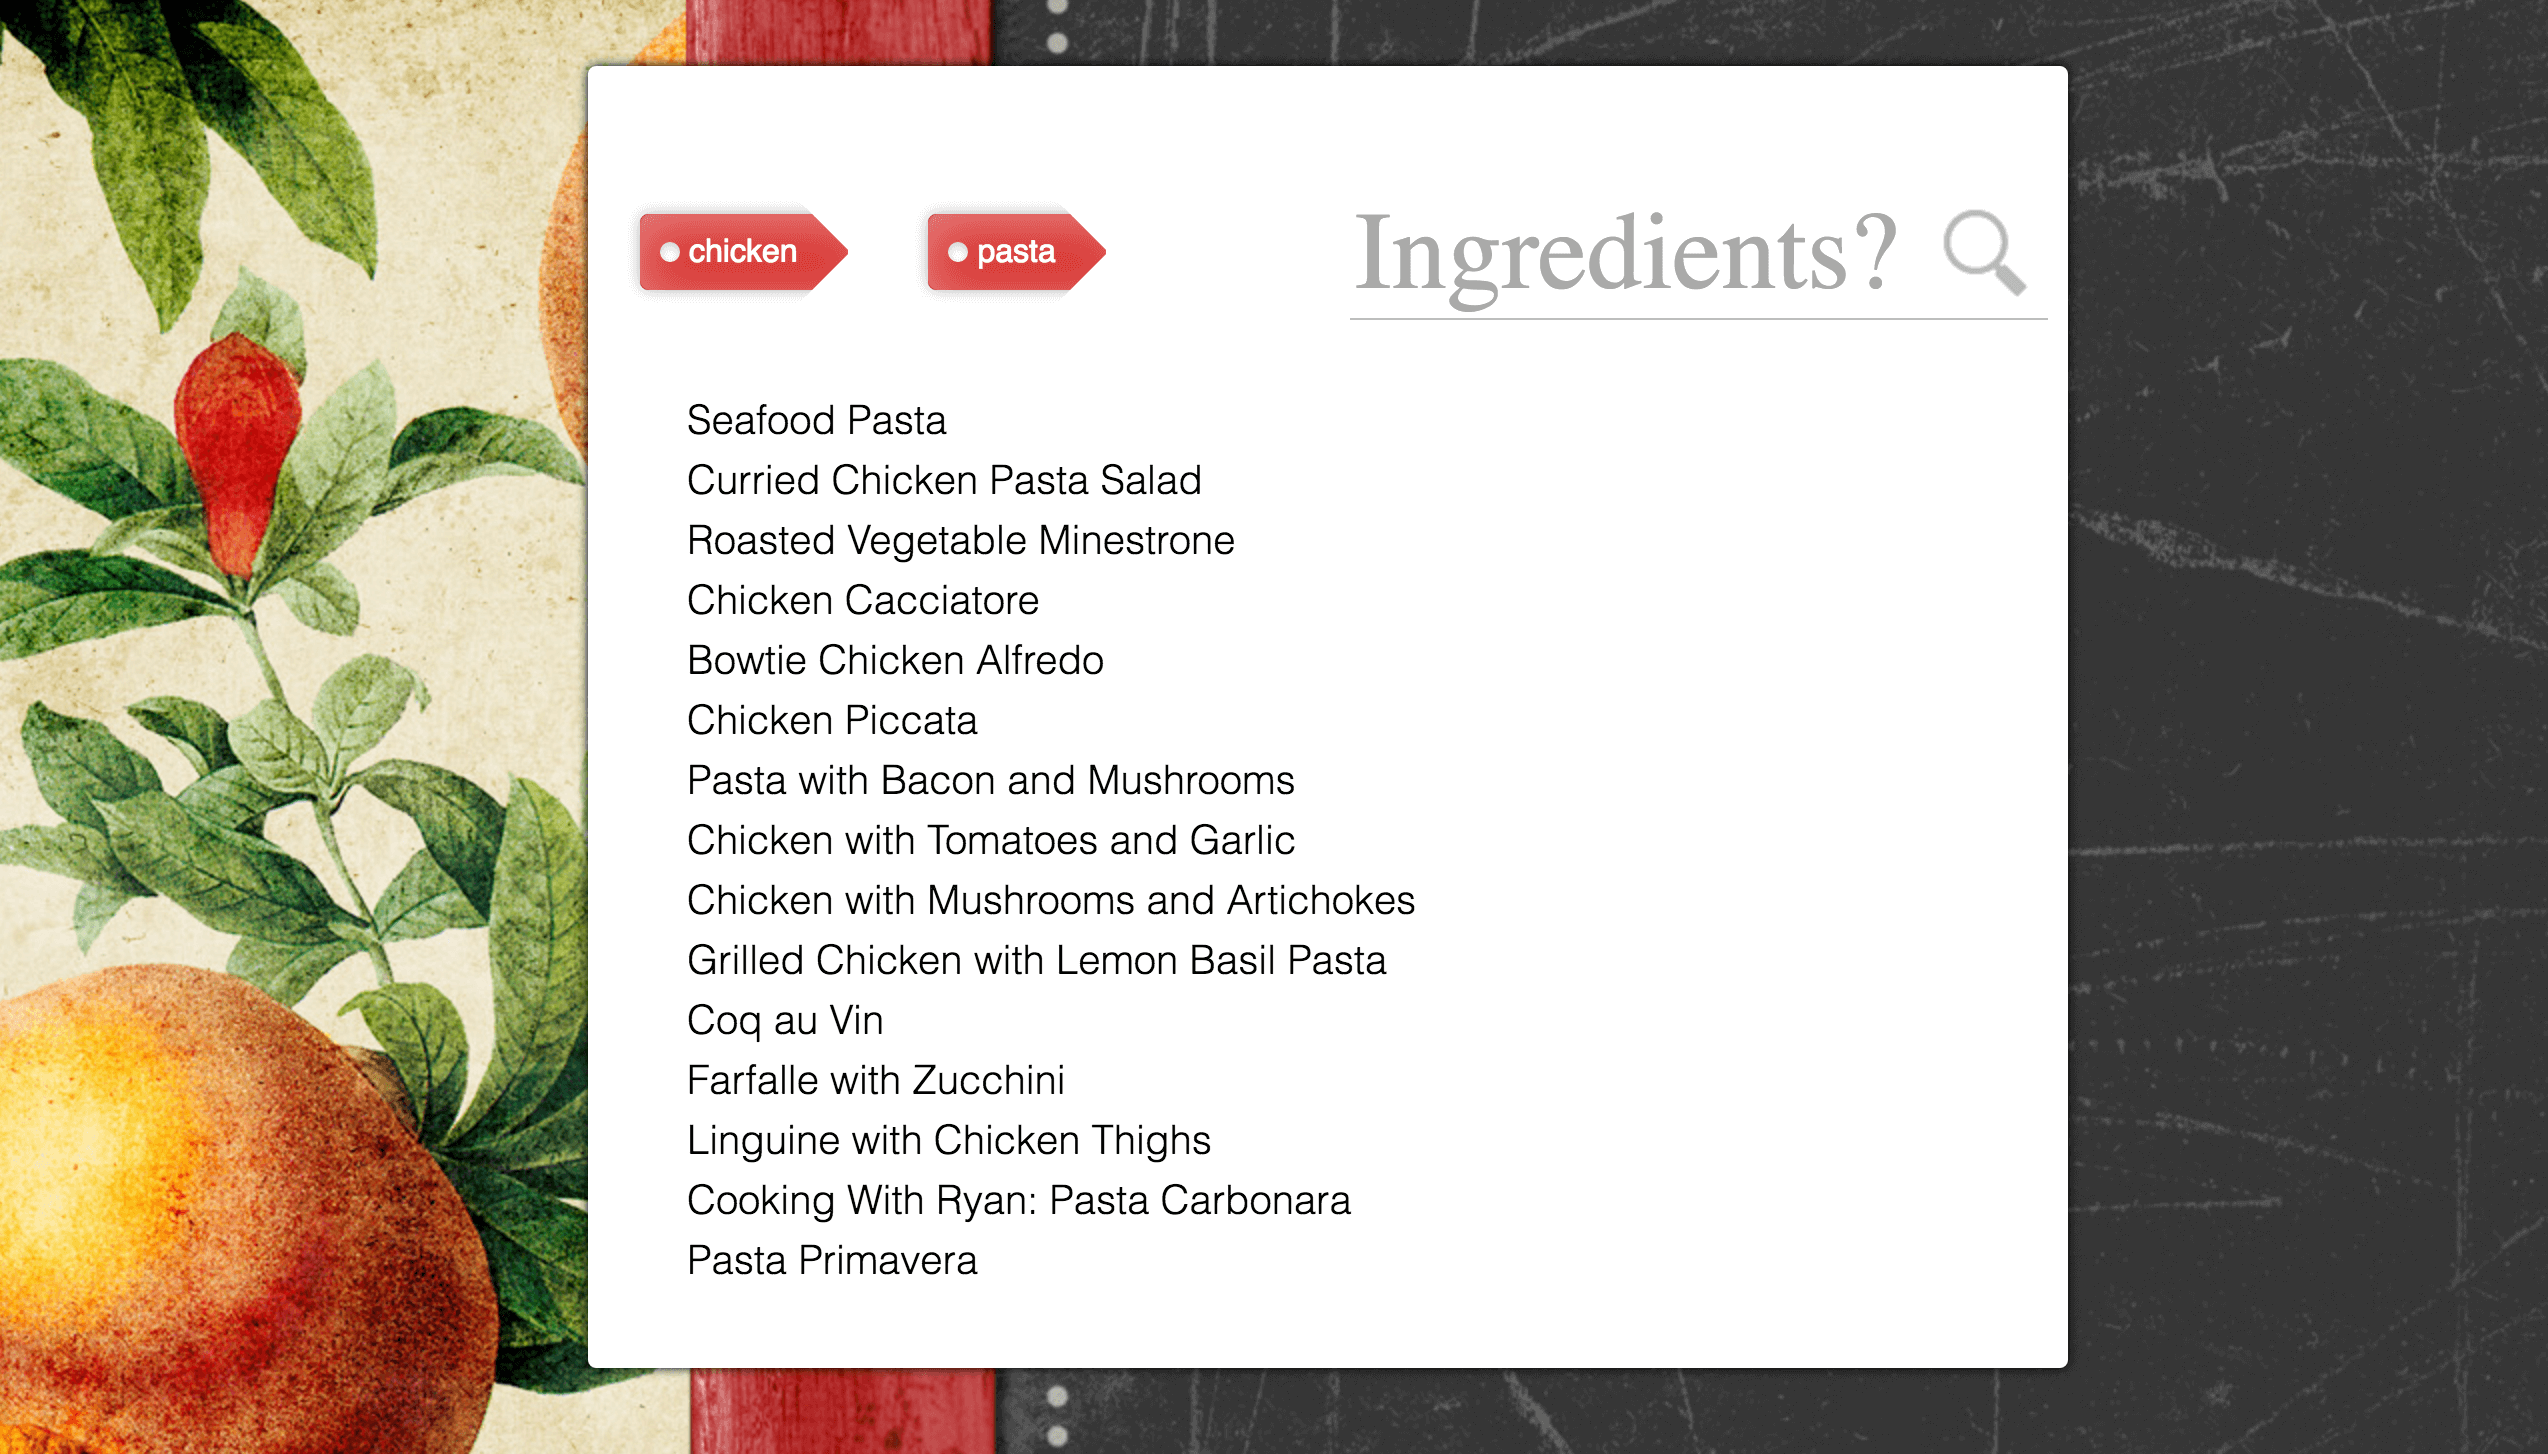 chicken
pasta
Ingredients?
Seafood Pasta
Curried Chicken Pasta Salad
Roasted Vegetable Minestrone
Chicken Cacciatore
Bowtie Chicken Alfredo
Chicken Piccata
Pasta with Bacon and Mushrooms
Chicken with Tomatoes and Garlic
Chicken with Mushrooms and Artichokes
Grilled Chicken with Lemon Basil Pasta
Coq au Vin
Farfalle with Zucchini
Linguine with Chicken Thighs
Cooking With Ryan: Pasta Carbonara
Pasta Primavera